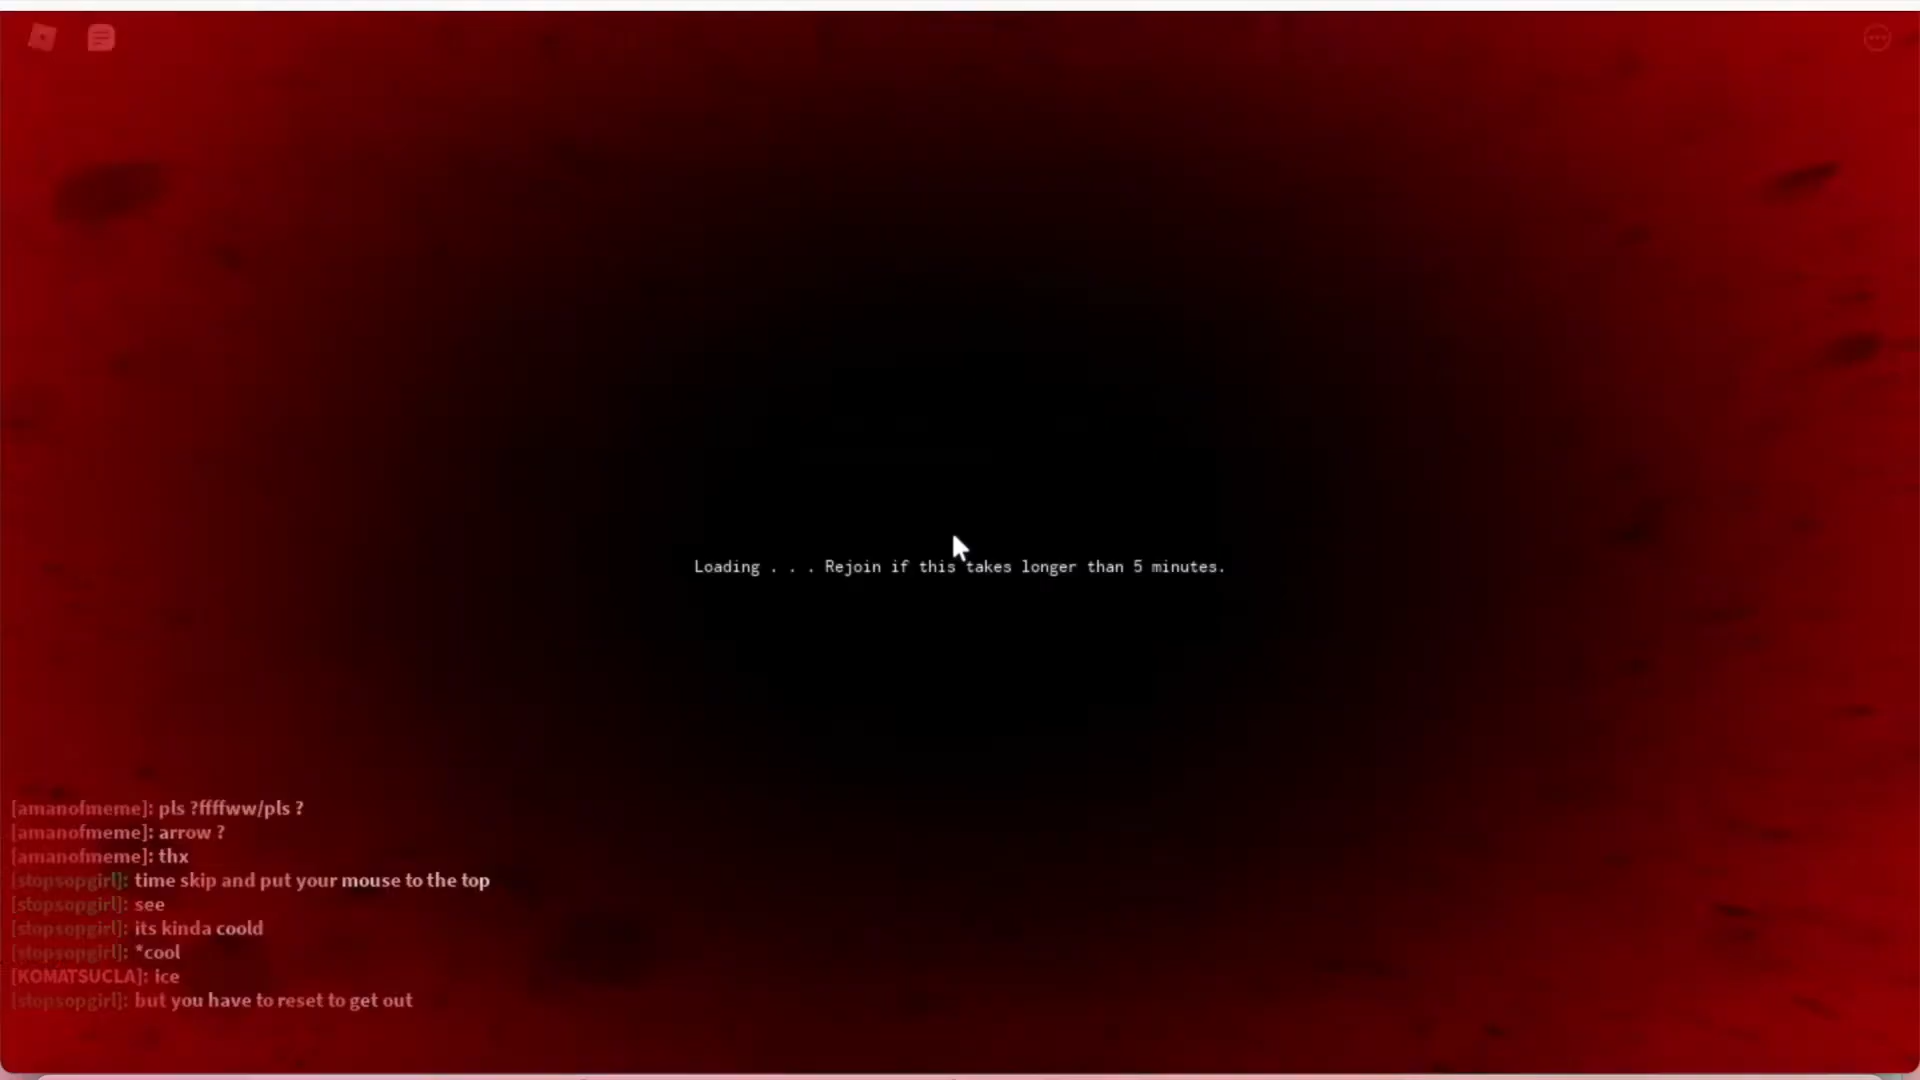 Loading . . . Rejoin if this takes longer than 5 minutes.
[amanofmeme]: pls ?ffffww/pls ?
[amanofmeme]: arrow ?
[amanofmeme]: thx
[stopsopgirl]: time skip and put your mouse to the top
[stopsopgirl]: see
[stopsopgirl]: its kinda coold
[stopsopgirl]: *cool
[KOMATSUCLA]: ice
[stopsopgirl]: but you have to reset to get out